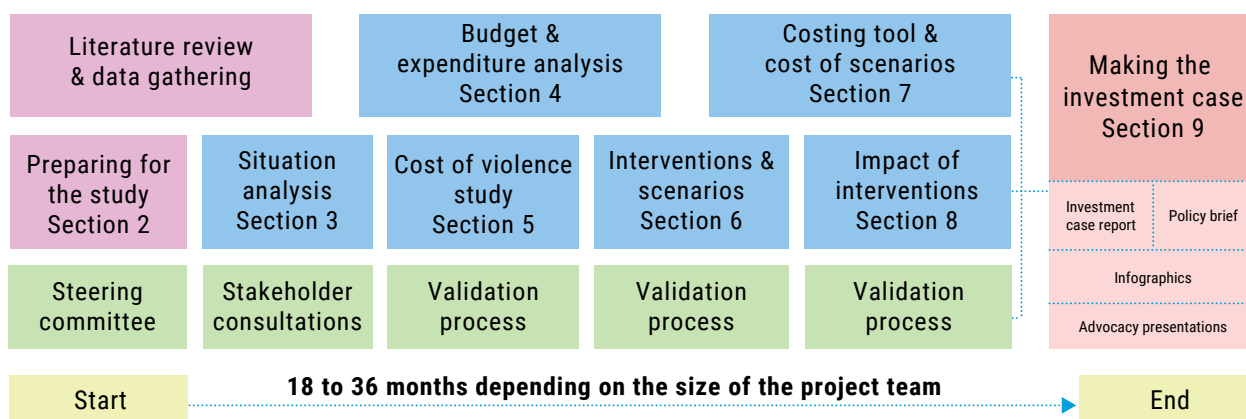 Literature review
& data gathering
Budget &
expenditure analysis
Section 4
Costing tool &
cost of scenarios
Section 7
Making the
investment case
Section 9
Preparing for
the study
Section 2
Situation
analysis
Section 3
Cost of violence
study
Section 5
Interventions &
scenarios
Section 6
Impact of
interventions
Section 8
Investment
case report
Policy brief
Infographics
Advocacy presentations
Steering
committee
Stakeholder
consultations
Validation
process
Validation
process
Validation
process
Start
18 to 36 months depending on the size of the project team
End